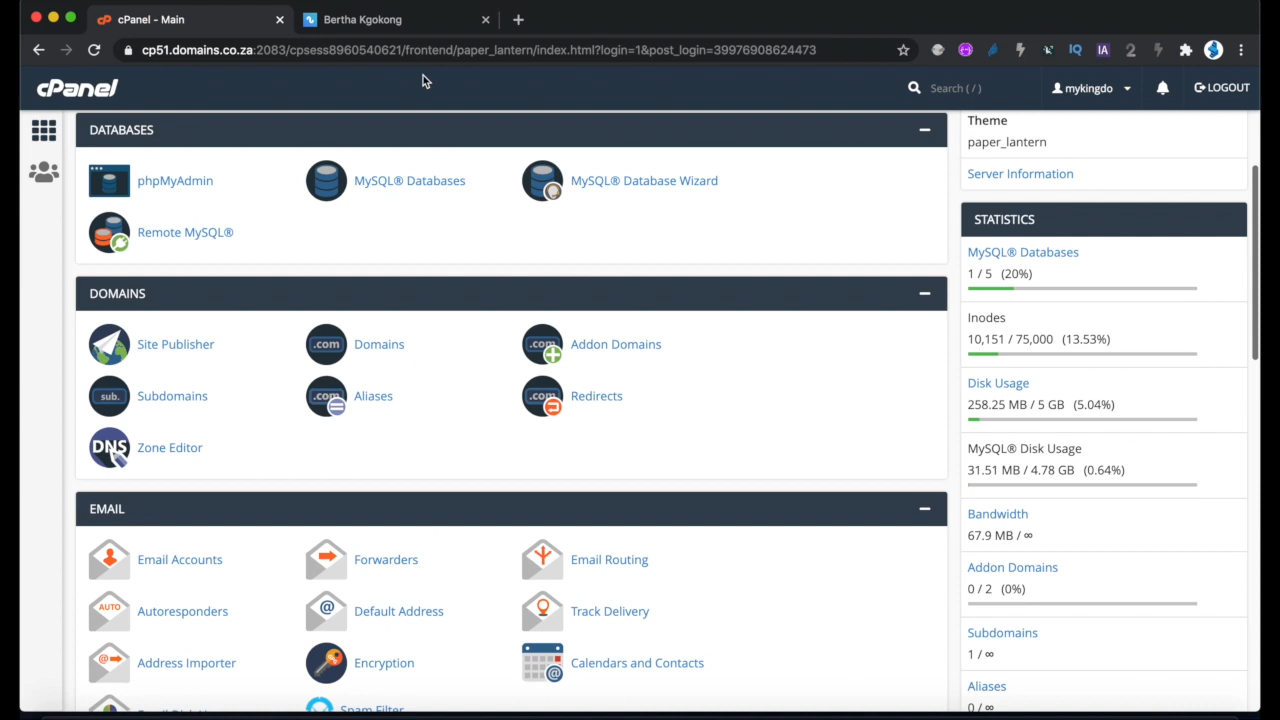 cPanel - Main
Bertha Kgokong
cp51.domains.co.za:2083/cpsess8960540621/frontend/paper_lantern/index.html?login=1&post_login=39976908624473
IQ
IA
2
cPanel
Search ( / )
mykingdo
LOGOUT
DATABASES
phpMyAdmin
MySQL® Databases
MySQL® Database Wizard
Remote MySQL®
DOMAINS
Site Publisher
.com
Domains
.com
Addon Domains
sub.
Subdomains
.com
Aliases
.com
Redirects
DNS
Zone Editor
EMAIL
Email Accounts
Forwarders
Email Routing
AUTO
Autoresponders
@
Default Address
Track Delivery
@
Address Importer
Encryption
@
Calendars and Contacts
Spam Filter
Theme
paper_lantern
Server Information
STATISTICS
MySQL® Databases
1 / 5 (20%)
Inodes
10,151 / 75,000 (13.53%)
Disk Usage
258.25 MB / 5 GB (5.04%)
MySQL® Disk Usage
31.51 MB / 4.78 GB (0.64%)
Bandwidth
67.9 MB / ∞
Addon Domains
0 / 2 (0%)
Subdomains
1 / ∞
Aliases
0 / ∞